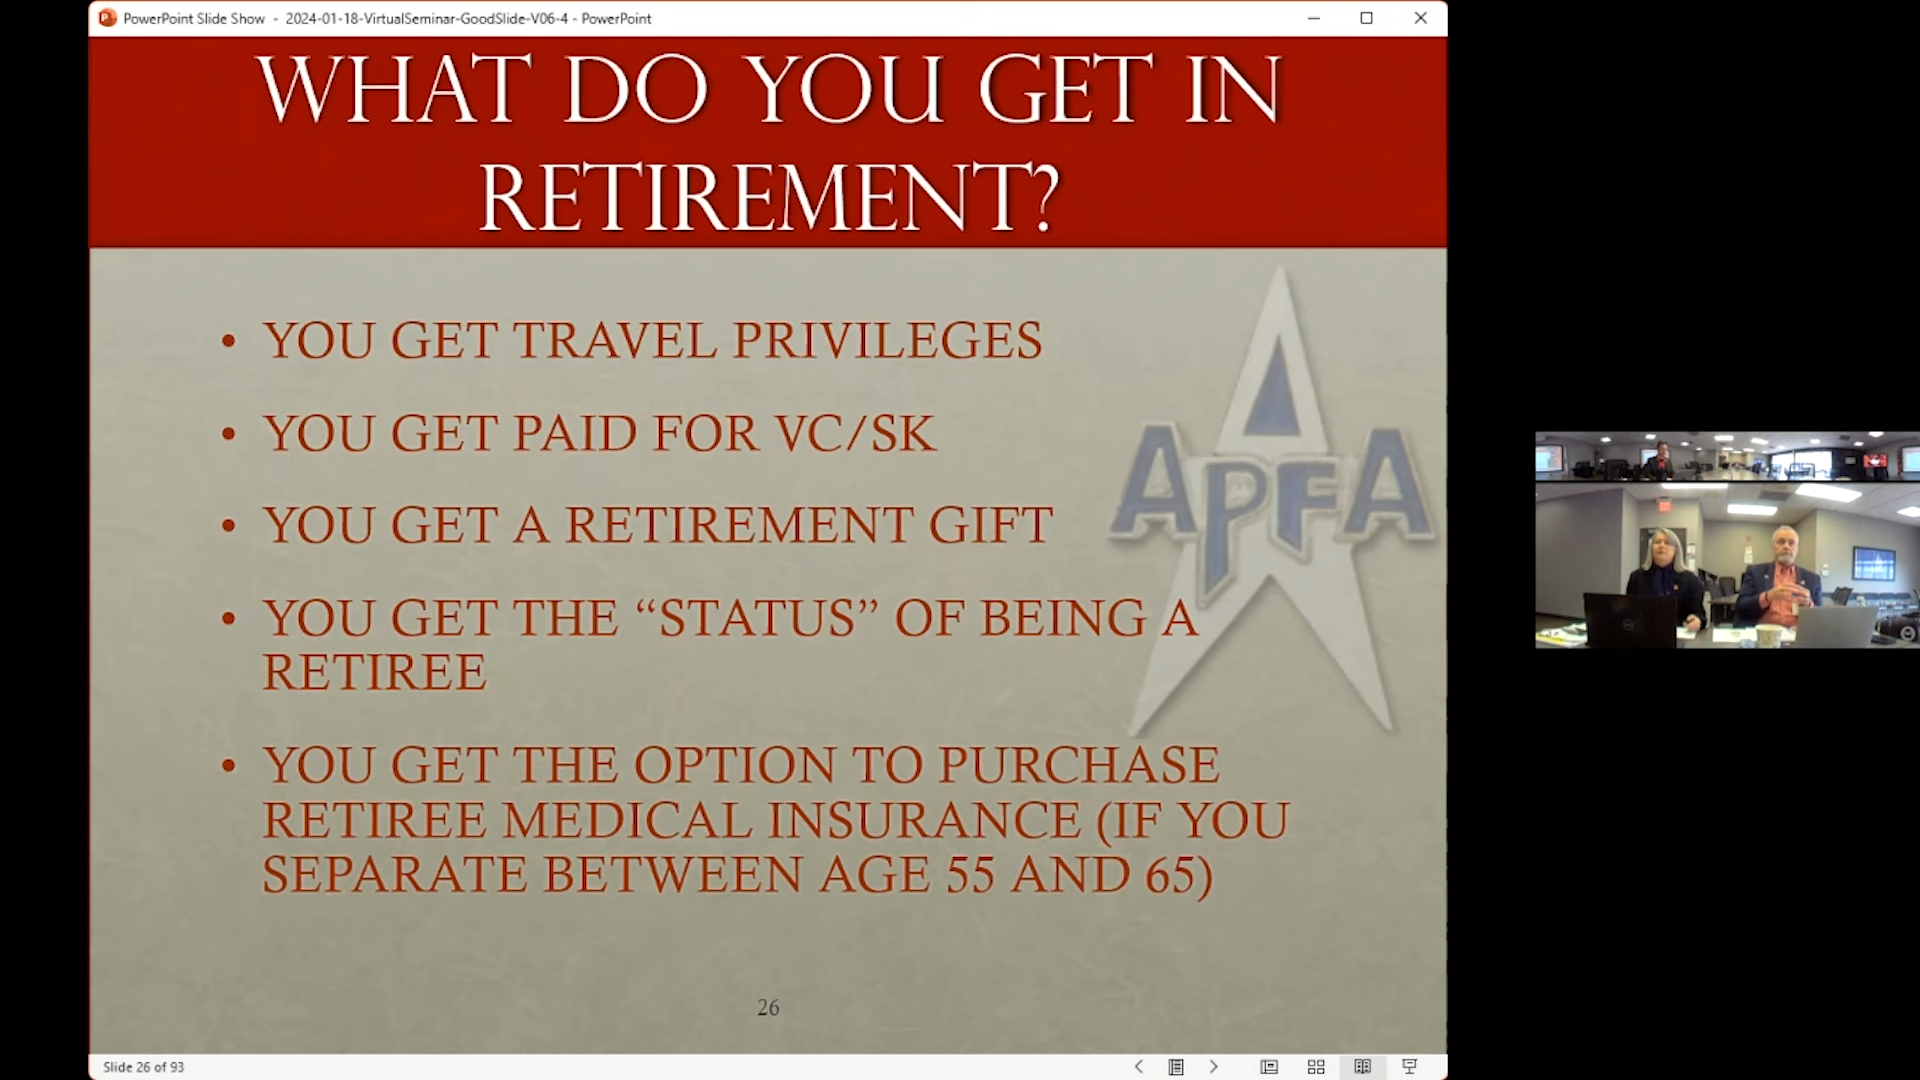 PowerPoint Slide Show - 2024-01-18-VirtualSeminar-GoodSlide-V06-4 - PowerPoint
WHAT DO YOU GET IN
RETIREMENT?
• YOU GET TRAVEL PRIVILEGES
• YOU GET PAID FOR VC/SK
• YOU GET A RETIREMENT GIFT
• YOU GET THE “STATUS” OF BEING A
RETIREE
• YOU GET THE OPTION TO PURCHASE
RETIREE MEDICAL INSURANCE (IF YOU
SEPARATE BETWEEN AGE 55 AND 65)
APFA
26
Slide 26 of 93